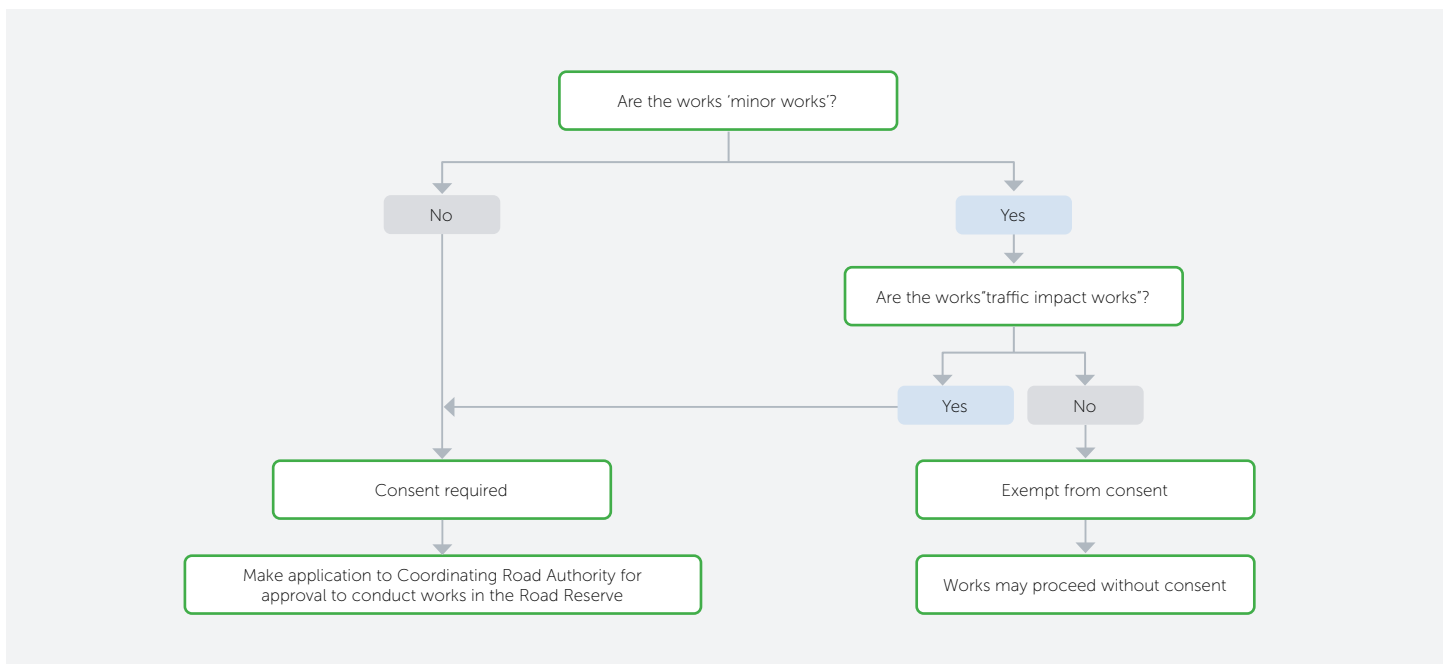 Are the works ‘minor works’?
No
Yes
Are the works“traffic impact works”?
Yes
No
Consent required
Exempt from consent
Make application to Coordinating Road Authority for
approval to conduct works in the Road Reserve
Works may proceed without consent